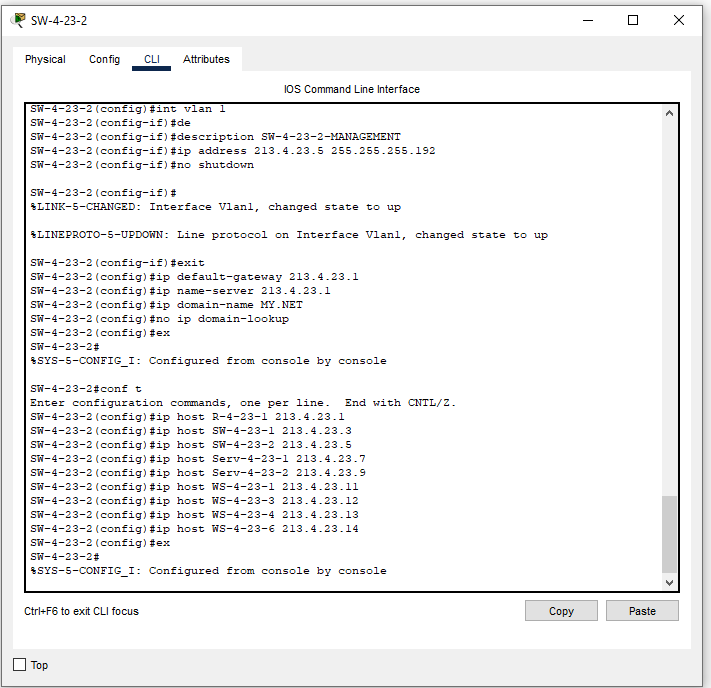 SW-4-23-2
Physical Config CLI Attributes
IOS Command Line Interface
SW-4-23-2(config)#int vlan 1
SW-4-23-2(config-if)#de
SW-4-23-2(config-if)#description SW-4-23-2-MANAGEMENT
SW-4-23-2(config-if)#ip address 213.4.23.5 255.255.255.192
SW-4-23-2(config-if)#no shutdown
SW-4-23-2(config-if)#
%LINK-5-CHANGED: Interface Vlan1, changed state to up
%LINEPROTO-5-UPDOWN: Line protocol on Interface Vlan1, changed state to up
SW-4-23-2(config-if)#exit
SW-4-23-2(config)#ip default-gateway 213.4.23.1
SW-4-23-2(config)#ip name-server 213.4.23.1
SW-4-23-2(config)#ip domain-name MY.NET
SW-4-23-2(config)#no ip domain-lookup
SW-4-23-2(config)#ex
SW-4-23-2#
%SYS-5-CONFIG_I: Configured from console by console
SW-4-23-2#conf t
Enter configuration commands, one per line.  End with CNTL/Z.
SW-4-23-2(config)#ip host R-4-23-1 213.4.23.1
SW-4-23-2(config)#ip host SW-4-23-1 213.4.23.3
SW-4-23-2(config)#ip host SW-4-23-2 213.4.23.5
SW-4-23-2(config)#ip host Serv-4-23-1 213.4.23.7
SW-4-23-2(config)#ip host Serv-4-23-2 213.4.23.9
SW-4-23-2(config)#ip host WS-4-23-1 213.4.23.11
SW-4-23-2(config)#ip host WS-4-23-3 213.4.23.12
SW-4-23-2(config)#ip host WS-4-23-4 213.4.23.13
SW-4-23-2(config)#ip host WS-4-23-6 213.4.23.14
SW-4-23-2(config)#ex
SW-4-23-2#
%SYS-5-CONFIG_I: Configured from console by console
Ctrl+F6 to exit CLI focus
Copy Paste
Top